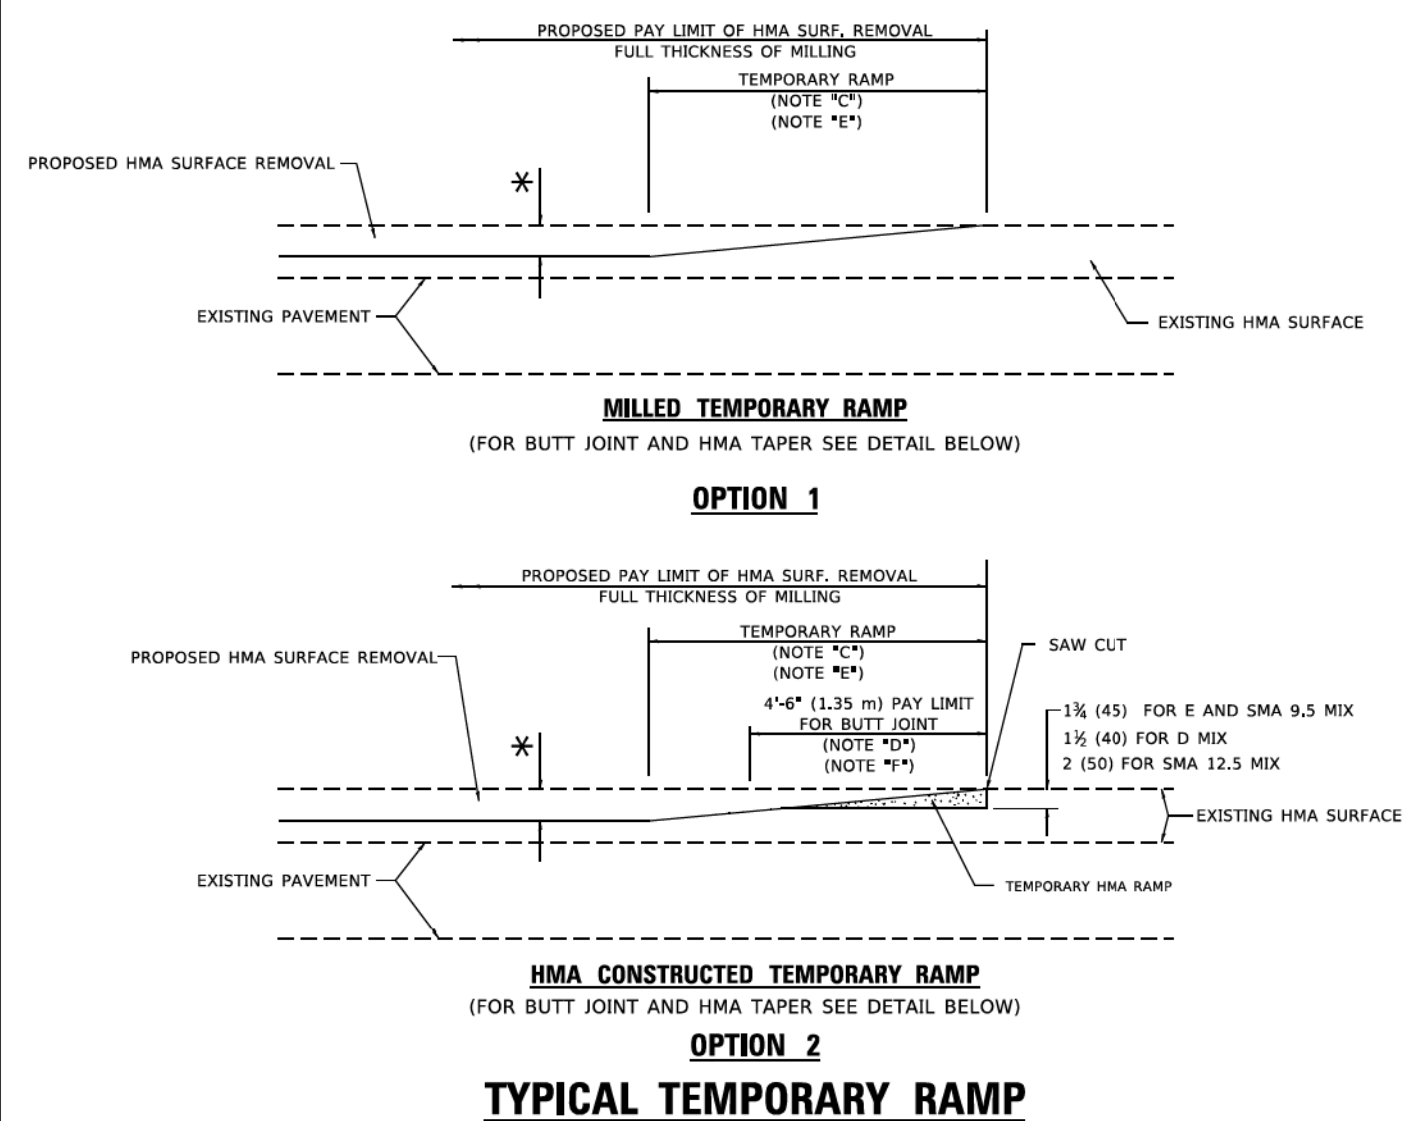 PROPOSED PAY LIMIT OF HMA SURF. REMOVAL
FULL THICKNESS OF MILLING
TEMPORARY RAMP
(NOTE "C")
(NOTE "E")
PROPOSED HMA SURFACE REMOVAL
*
EXISTING PAVEMENT
EXISTING HMA SURFACE
MILLED TEMPORARY RAMP
(FOR BUTT JOINT AND HMA TAPER SEE DETAIL BELOW)
OPTION 1
PROPOSED PAY LIMIT OF HMA SURF. REMOVAL
FULL THICKNESS OF MILLING
TEMPORARY RAMP
(NOTE "C")
(NOTE "E")
SAW CUT
PROPOSED HMA SURFACE REMOVAL
4'-6" (1.35 m) PAY LIMIT
FOR BUTT JOINT
(NOTE "D")
(NOTE "F")
*
1¾ (45) FOR E AND SMA 9.5 MIX
1½ (40) FOR D MIX
2 (50) FOR SMA 12.5 MIX
EXISTING HMA SURFACE
EXISTING PAVEMENT
TEMPORARY HMA RAMP
HMA CONSTRUCTED TEMPORARY RAMP
(FOR BUTT JOINT AND HMA TAPER SEE DETAIL BELOW)
OPTION 2
TYPICAL TEMPORARY RAMP